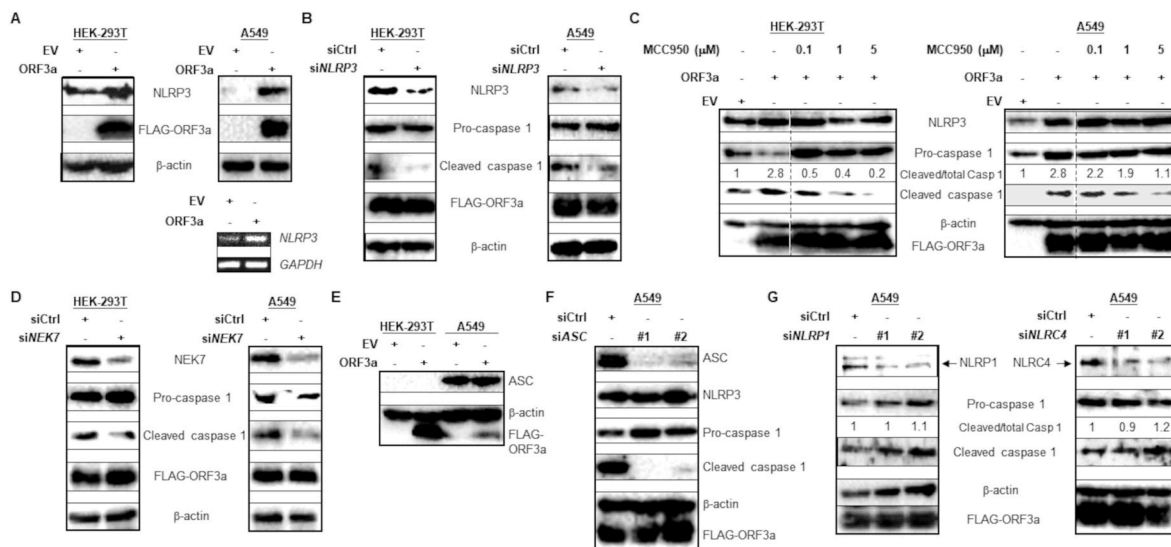 A
HEK-293T
EV + -
ORF3a - +
A549
EV + -
ORF3a - +
NLRP3
FLAG-ORF3a
β-actin
EV + -
ORF3a - +
NLRP3
GAPDH
B
HEK-293T
siCtrl + -
siNLRP3 - +
A549
siCtrl + -
siNLRP3 - +
NLRP3
Pro-caspase 1
Cleaved caspase 1
FLAG-ORF3a
β-actin
C
HEK-293T
MCC950 (μM) - - 0.1 1 5
ORF3a - + + + +
EV + - - - -
A549
MCC950 (μM) - - 0.1 1 5
ORF3a - + + + +
EV + - - - -
NLRP3
Pro-caspase 1
1 2.8 0.5 0.4 0.2 Cleaved/total Casp 1 1 2.8 2.2 1.9 1.1
Cleaved caspase 1
β-actin
FLAG-ORF3a
D
HEK-293T
siCtrl + -
siNEK7 - +
A549
siCtrl + -
siNEK7 - +
NEK7
Pro-caspase 1
Cleaved caspase 1
FLAG-ORF3a
β-actin
E
HEK-293T A549
EV + - + -
ORF3a - + - +
ASC
β-actin
FLAG-
ORF3a
F
A549
siCtrl + - -
siASC - #1 #2
ASC
NLRP3
Pro-caspase 1
Cleaved caspase 1
β-actin
FLAG-ORF3a
G
A549
siCtrl + - -
siNLRP1 - #1 #2
A549
siCtrl + - -
siNLRC4 - #1 #2
NLRP1 NLRC4
Pro-caspase 1
1 1 1.1 Cleaved/total Casp 1 1 0.9 1.2
Cleaved caspase 1
β-actin
FLAG-ORF3a